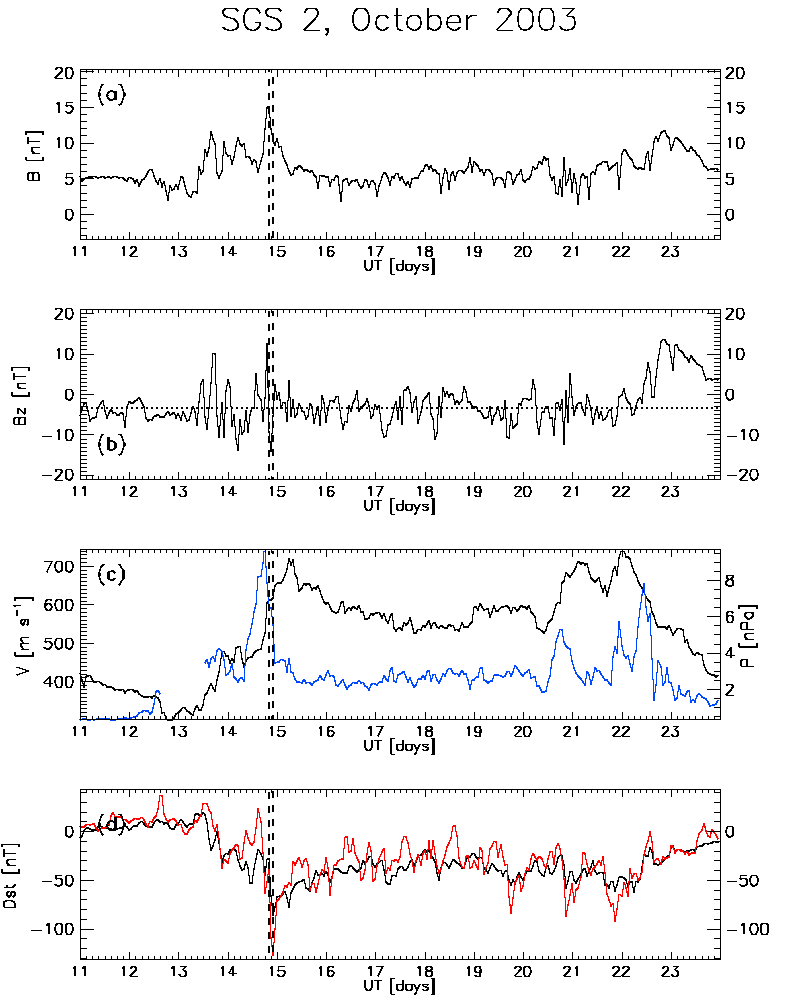 SGS 2, October 2003
20 20
(a)
15 15
B [nT]
10 10
5 5
0 0
11 12 13 14 15 16 17 18 19 20 21 22 23
UT [days]
20 20
10 10
Bz [nT]
0 0
−10 −10
(b)
−20 −20
11 12 13 14 15 16 17 18 19 20 21 22 23
UT [days]
700
(c)
8
600
V [m s⁻¹]
6
P [nPa]
500
4
400
2
11 12 13 14 15 16 17 18 19 20 21 22 23
UT [days]
(d)
0 0
Dst [nT]
−50 −50
−100 −100
11 12 13 14 15 16 17 18 19 20 21 22 23
UT [days]